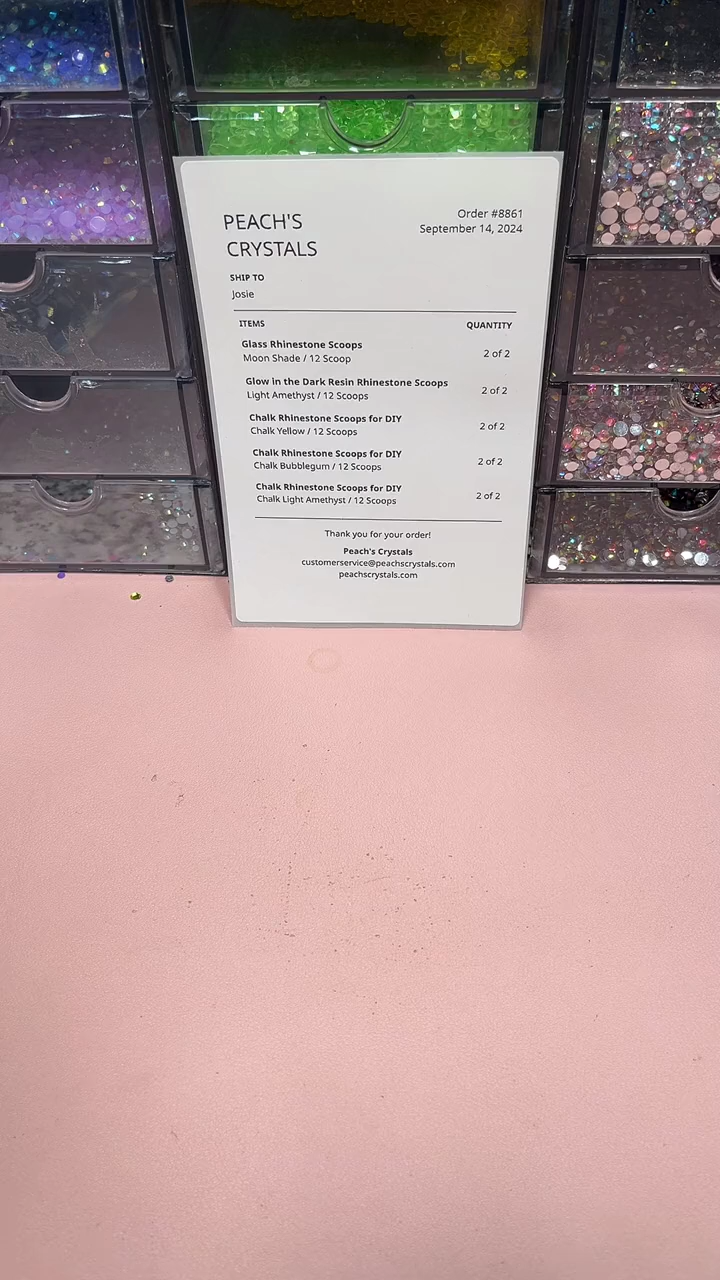 PEACH'S
CRYSTALS
Order #8861
September 14, 2024
SHIP TO
Josie
ITEMS QUANTITY
Glass Rhinestone Scoops
Moon Shade / 12 Scoop 2 of 2
Glow in the Dark Resin Rhinestone Scoops
Light Amethyst / 12 Scoops 2 of 2
Chalk Rhinestone Scoops for DIY
Chalk Yellow / 12 Scoops 2 of 2
Chalk Rhinestone Scoops for DIY
Chalk Bubblegum / 12 Scoops 2 of 2
Chalk Rhinestone Scoops for DIY
Chalk Light Amethyst / 12 Scoops 2 of 2
Thank you for your order!
Peach's Crystals
customerservice@peachscrystals.com
peachscrystals.com